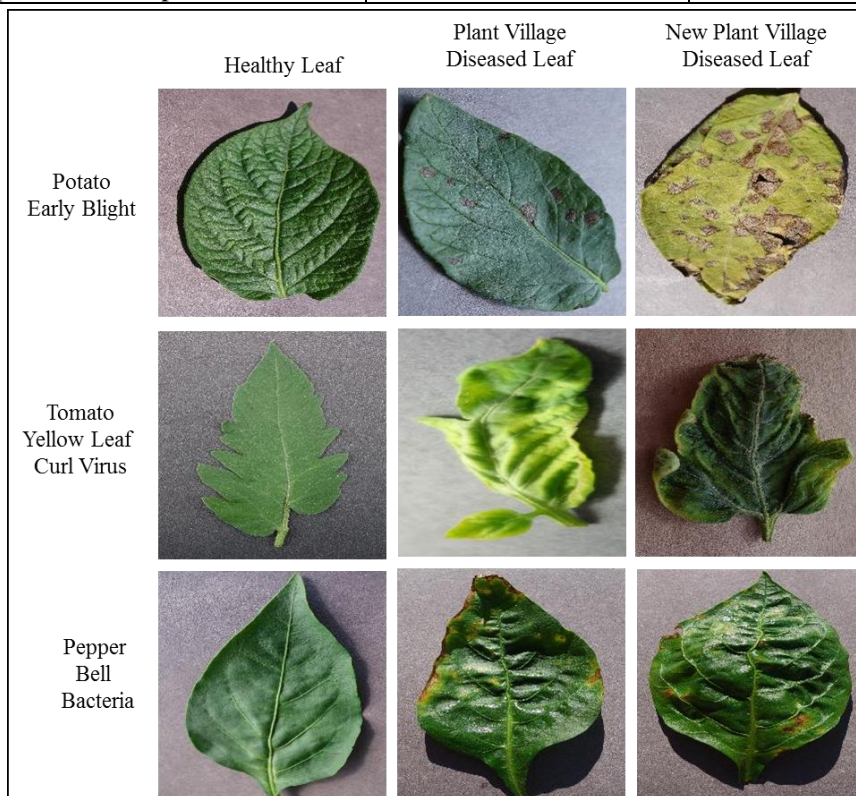 Healthy Leaf
Plant Village
Diseased Leaf
New Plant Village
Diseased Leaf
Potato
Early Blight
Tomato
Yellow Leaf
Curl Virus
Pepper
Bell
Bacteria